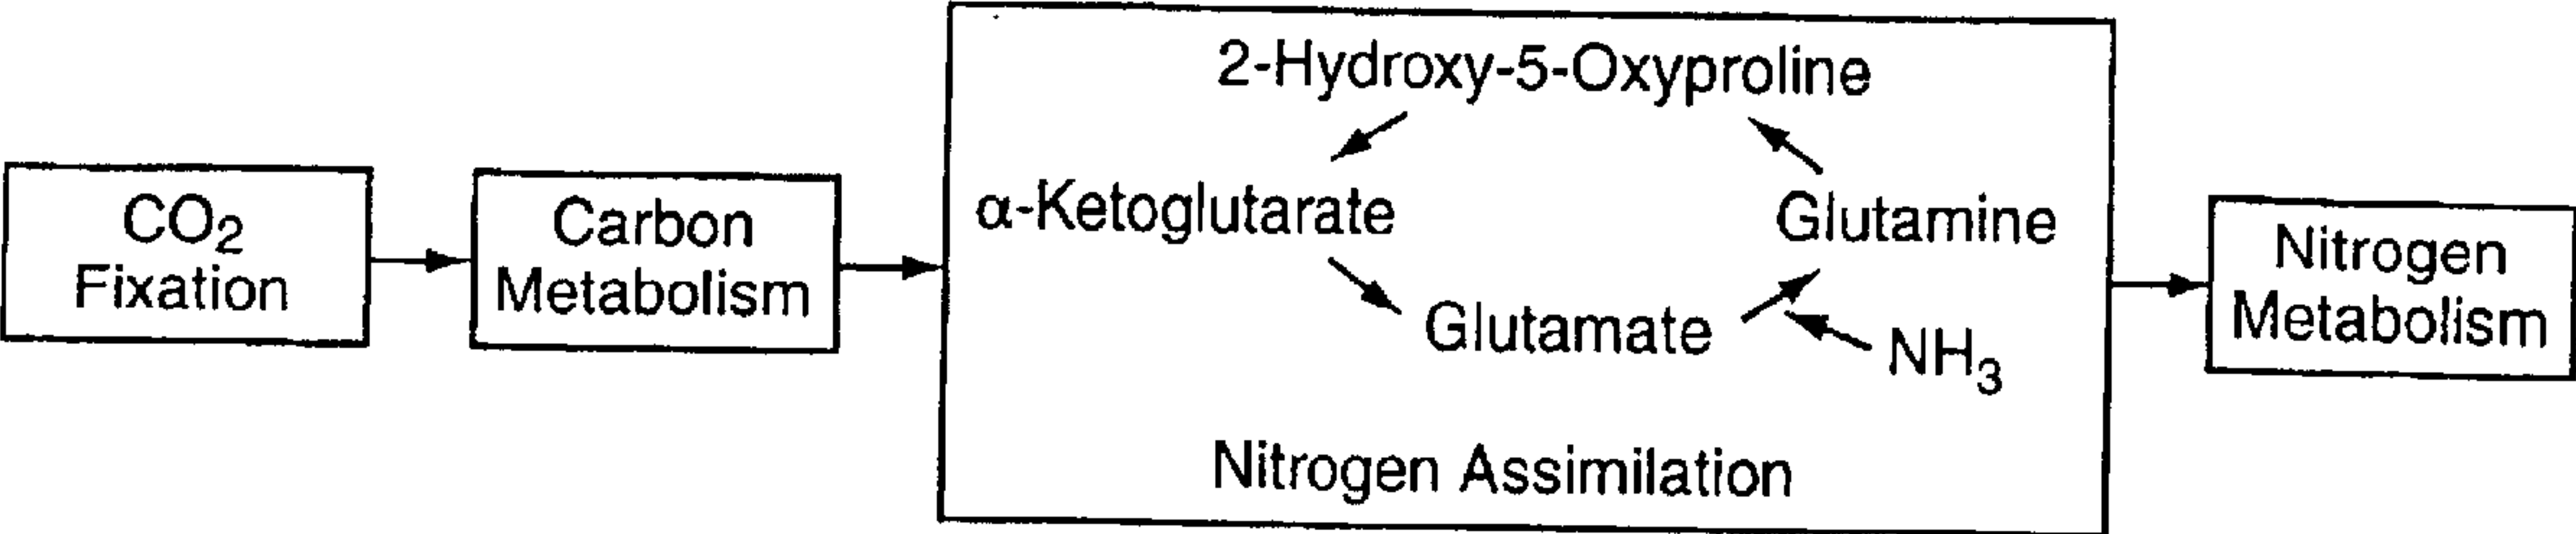 CO₂
Fixation
Carbon
Metabolism
2-Hydroxy-5-Oxyproline
α-Ketoglutarate
Glutamine
Glutamate
NH₃
Nitrogen Assimilation
Nitrogen
Metabolism